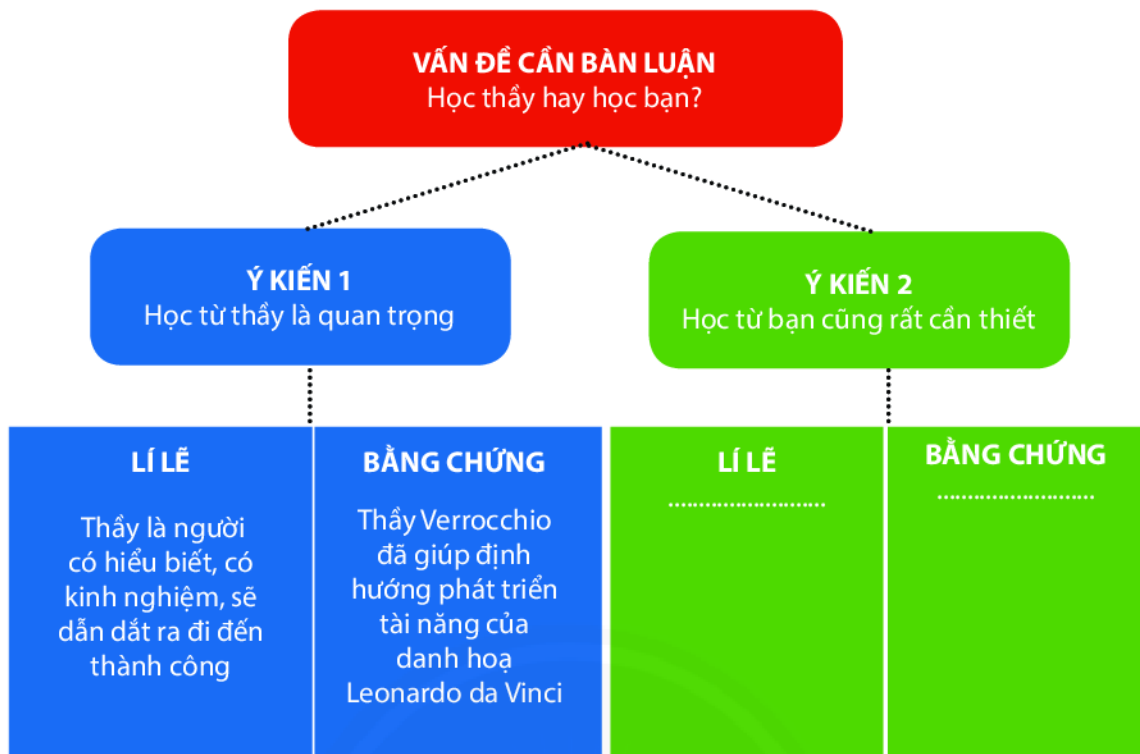 VẤN ĐỀ CẦN BÀN LUẬN
Học thầy hay học bạn?
Ý KIẾN 1
Học từ thầy là quan trọng
Ý KIẾN 2
Học từ bạn cũng rất cần thiết
LÍ LẼ
Thầy là người
có hiểu biết, có
kinh nghiệm, sẽ
dẫn dắt ra đi đến
thành công
BẰNG CHỨNG
Thầy Verrocchio
đã giúp định
hướng phát triển
tài năng của
danh hoạ
Leonardo da Vinci
LÍ LẼ
..........................
BẰNG CHỨNG
..........................